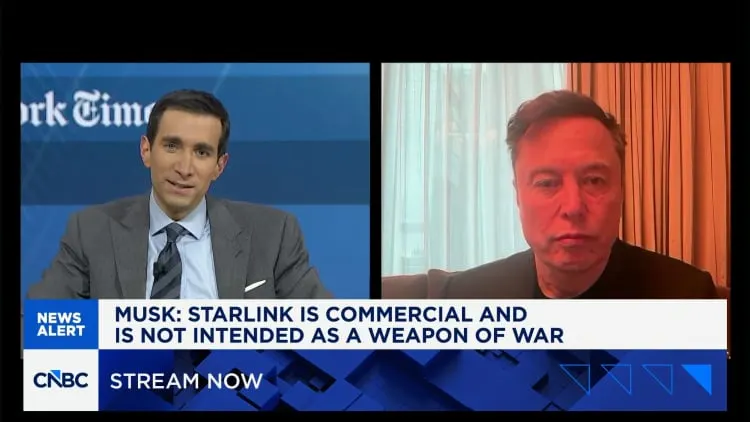 ork Time
NEWS
ALERT
MUSK: STARLINK IS COMMERCIAL AND
IS NOT INTENDED AS A WEAPON OF WAR
CNBC
STREAM NOW